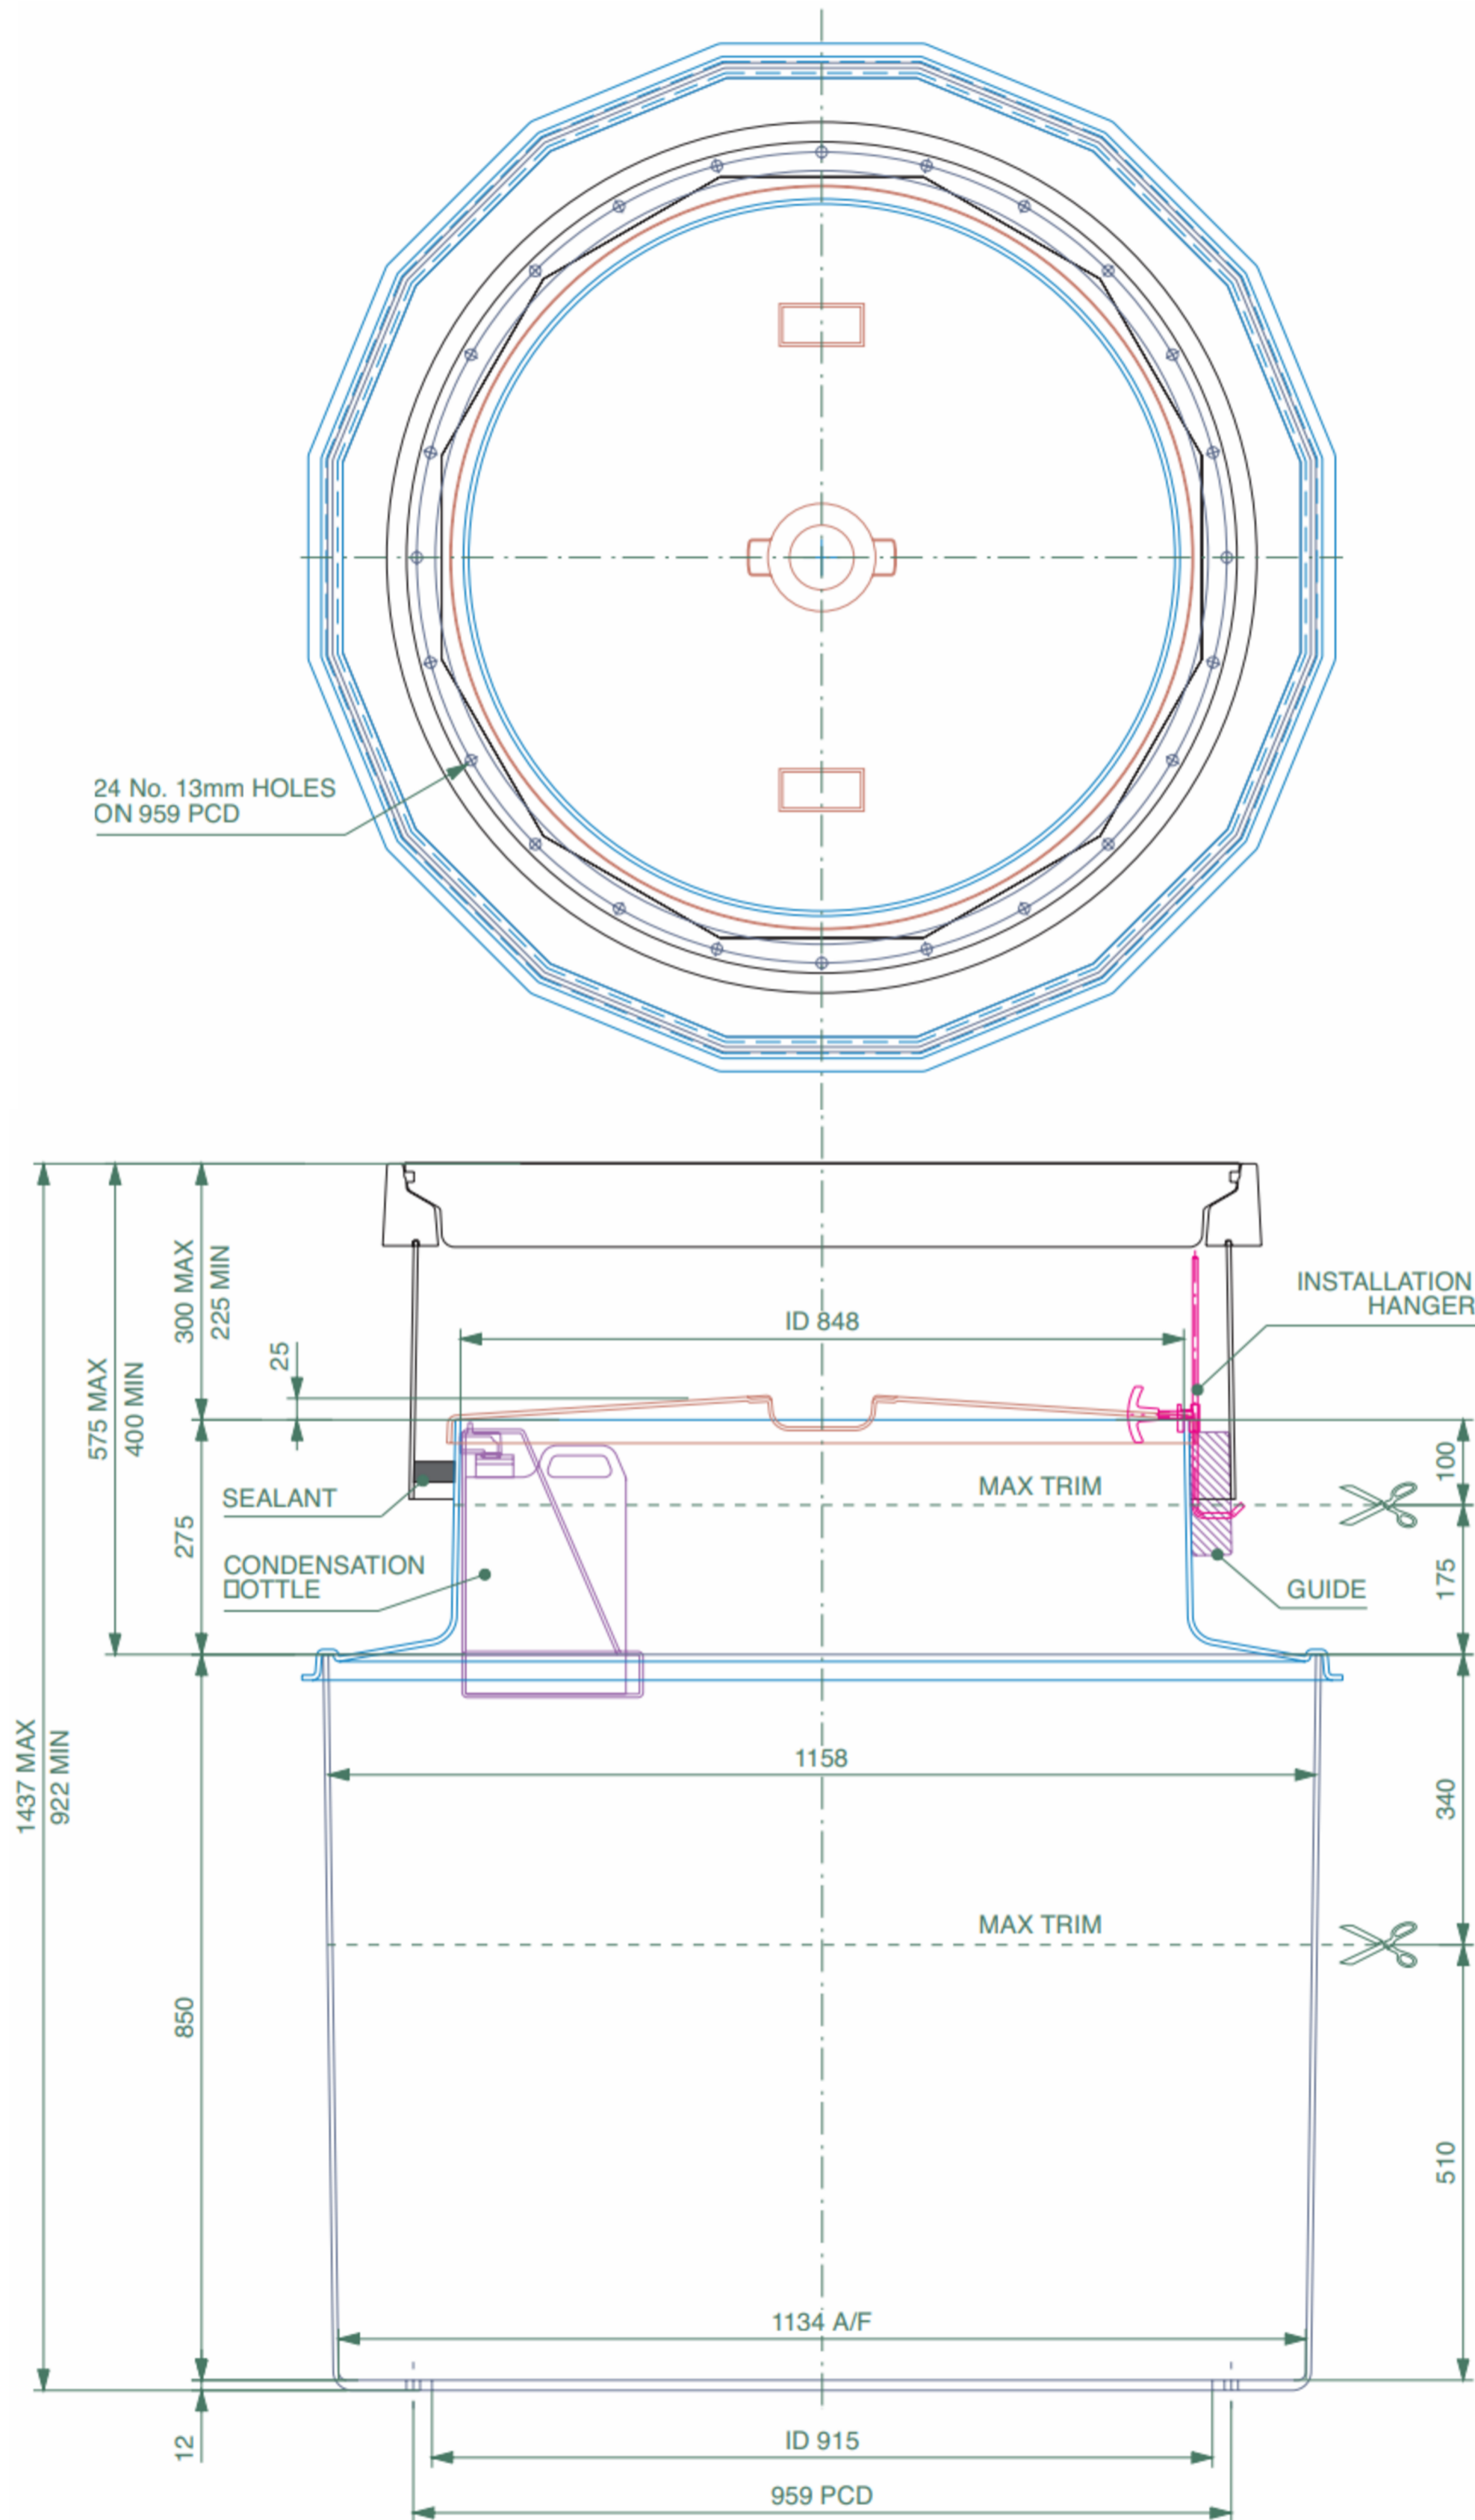 24 No. 13mm HOLES
ON 959 PCD
1437 MAX
922 MIN
575 MAX
400 MIN
300 MAX
225 MIN
25
ID 848
INSTALLATION
HANGER
SEALANT
CONDENSATION
□OTTLE
275
MAX TRIM
100
175
GUIDE
1158
340
MAX TRIM
850
510
1134 A/F
12
ID 915
959 PCD